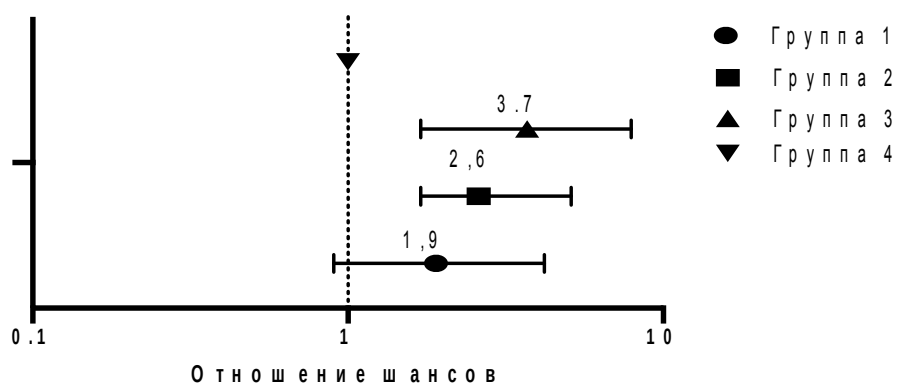 Группа 1
Группа 2
3.7
Группа 3
2,6
Группа 4
1,9
0.1 1 10
Отношение шансов